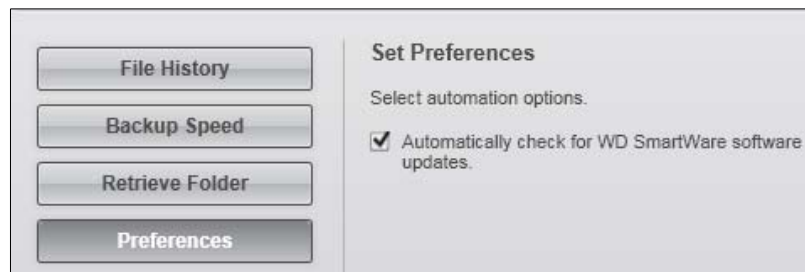 File History
Backup Speed
Retrieve Folder
Preferences
Set Preferences
Select automation options.
Automatically check for WD SmartWare software
updates.